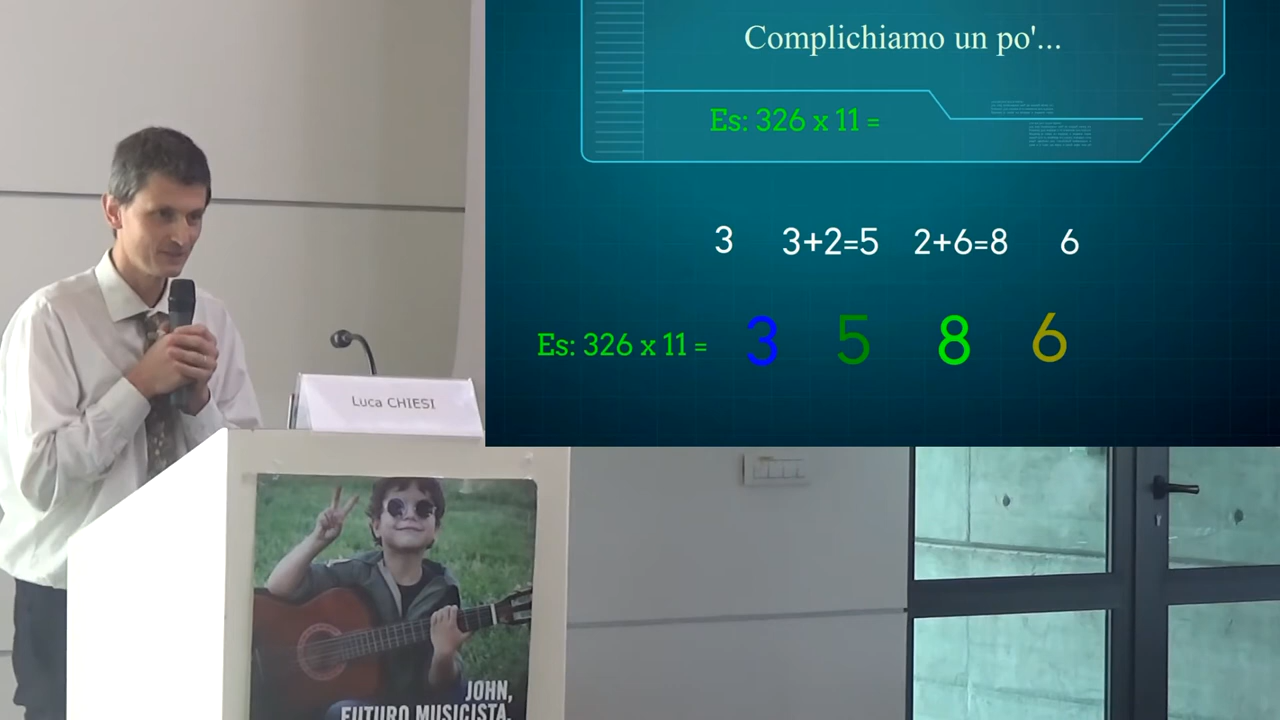 Complichiamo un po'...
Es: 326 x 11 =
3 3+2=5 2+6=8 6
Es: 326 x 11 = 3 5 8 6
Luca CHIESI
JOHN,
FUTURO MUSICISTA.